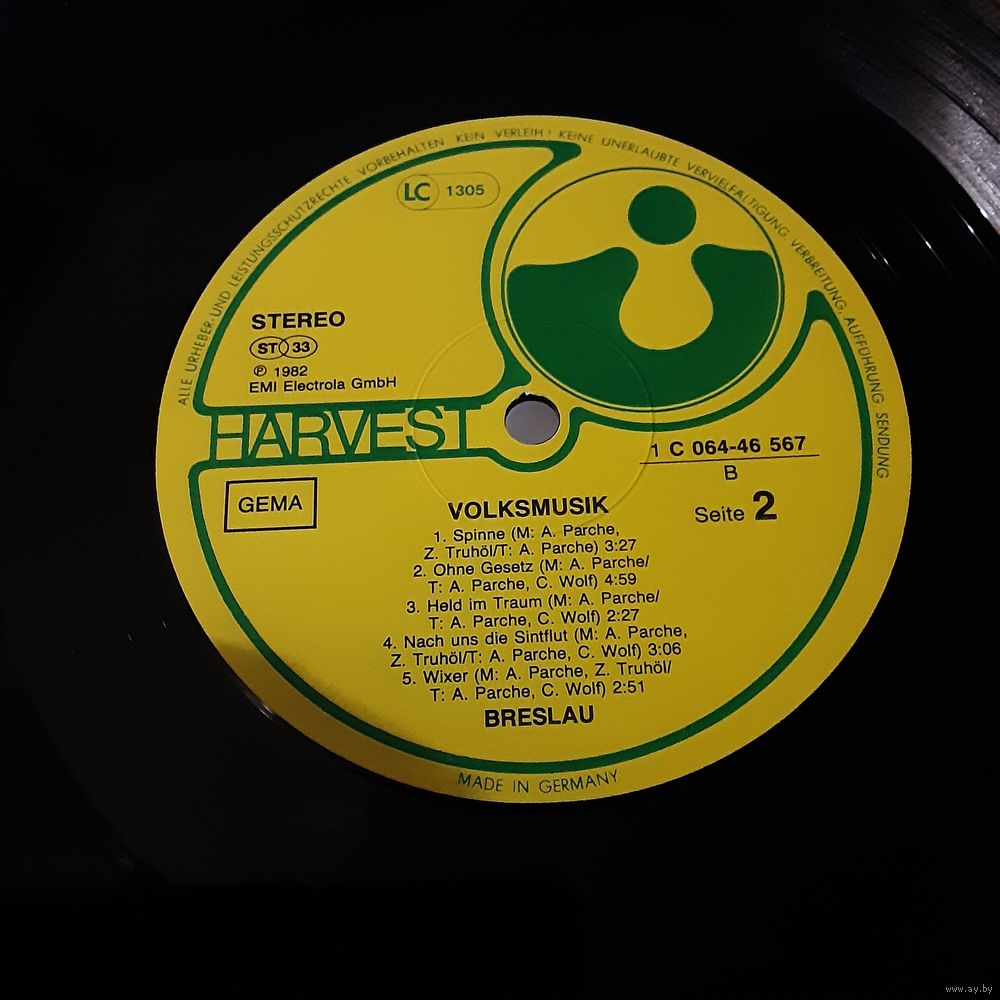 ALLE URHEBER- UND LEISTUNGSSCHUTZRECHTE VORBEHALTEN. KEIN VERLEIH! KEINE UNERLAUBTE VERVIELFÄLTIGUNG. VERBREITUNG. AUFFÜHRUNG. SENDUNG
LC 1305
STEREO
ST 33
℗ 1982
EMI Electrola GmbH
HARVEST
GEMA
1 C 064-46 567
B
Seite 2
VOLKSMUSIK
1. Spinne (M: A. Parche,
Z. Truhöl/T: A. Parche) 3:27
2. Ohne Gesetz (M: A. Parche/
T: A. Parche, C. Wolf) 4:59
3. Held im Traum (M: A. Parche/
T: A. Parche, C. Wolf) 2:27
4. Nach uns die Sintflut (M: A. Parche,
Z. Truhöl/T: A. Parche, C. Wolf) 3:06
5. Wixer (M: A. Parche, Z. Truhöl/
T: A. Parche, C. Wolf) 2:51
BRESLAU
MADE IN GERMANY
www.ay.by